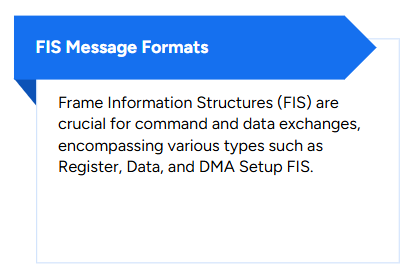 FIS Message Formats
Frame Information Structures (FIS) are
crucial for command and data exchanges,
encompassing various types such as
Register, Data, and DMA Setup FIS.